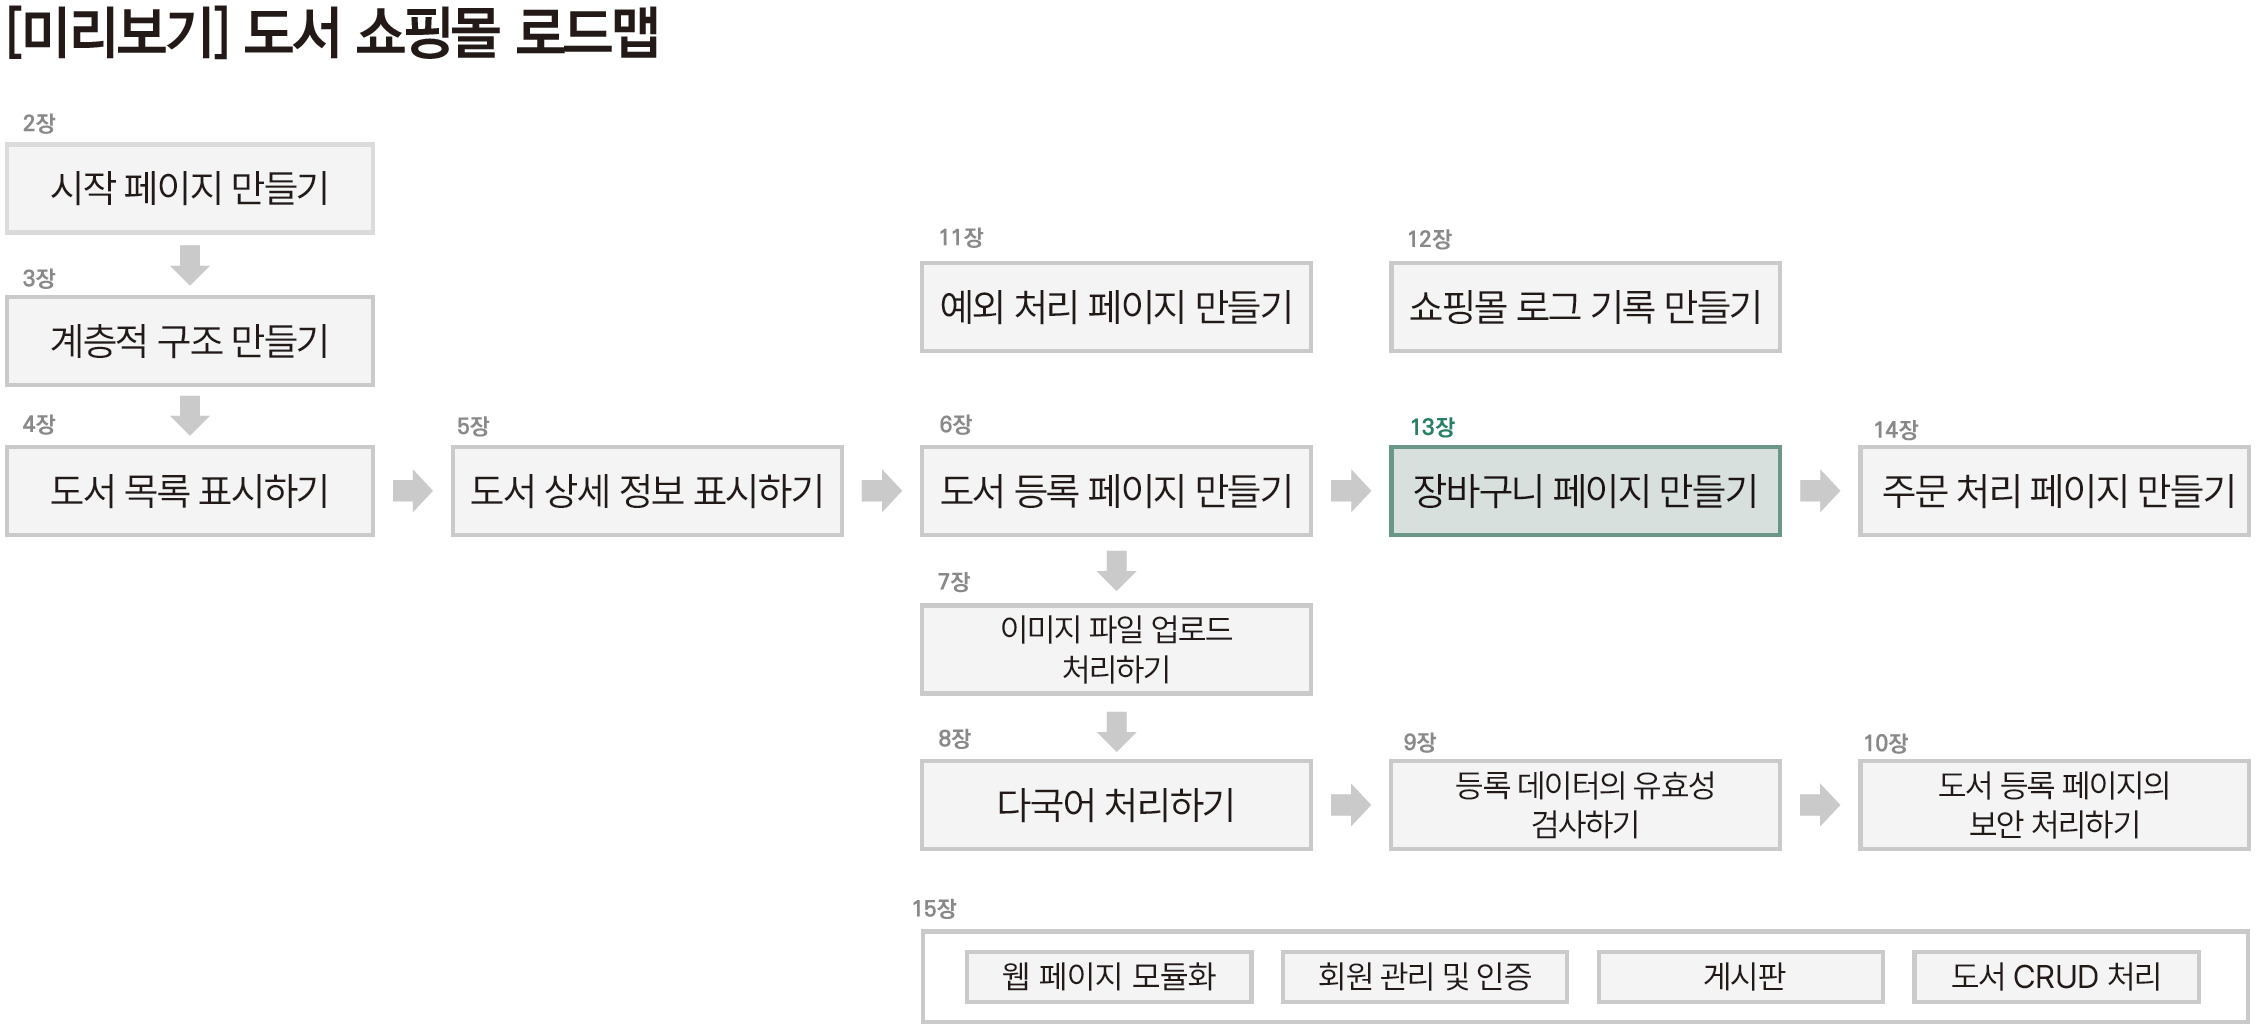 [미리보기] 도서 쇼핑몰 로드맵
2장
시작 페이지 만들기
3장
계층적 구조 만들기
4장
도서 목록 표시하기
5장
도서 상세 정보 표시하기
11장
예외 처리 페이지 만들기
12장
쇼핑몰 로그 기록 만들기
6장
도서 등록 페이지 만들기
13장
장바구니 페이지 만들기
14장
주문 처리 페이지 만들기
7장
이미지 파일 업로드
처리하기
8장
다국어 처리하기
9장
등록 데이터의 유효성
검사하기
10장
도서 등록 페이지의
보안 처리하기
15장
웹 페이지 모듈화
회원 관리 및 인증
게시판
도서 CRUD 처리